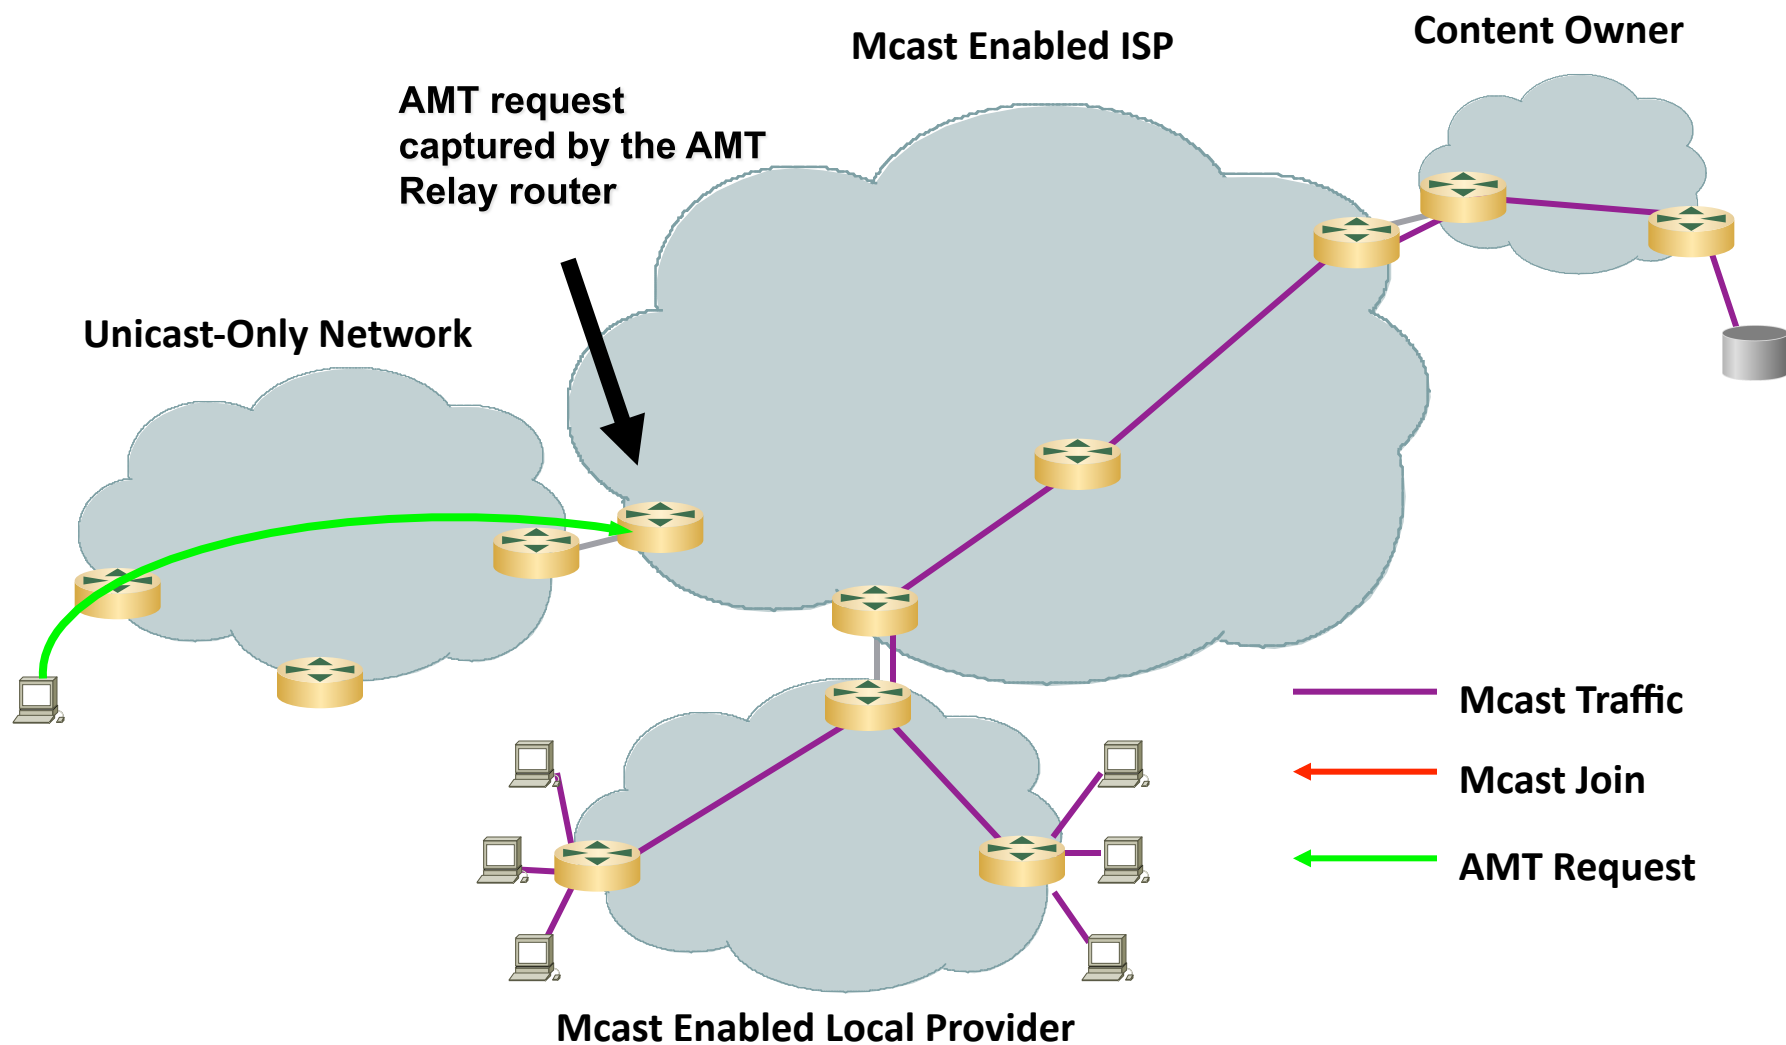 Content Owner
Mcast Enabled ISP
AMT request
captured by the AMT
Relay router
Unicast-Only Network
Mcast Traffic
Mcast Join
AMT Request
Mcast Enabled Local Provider